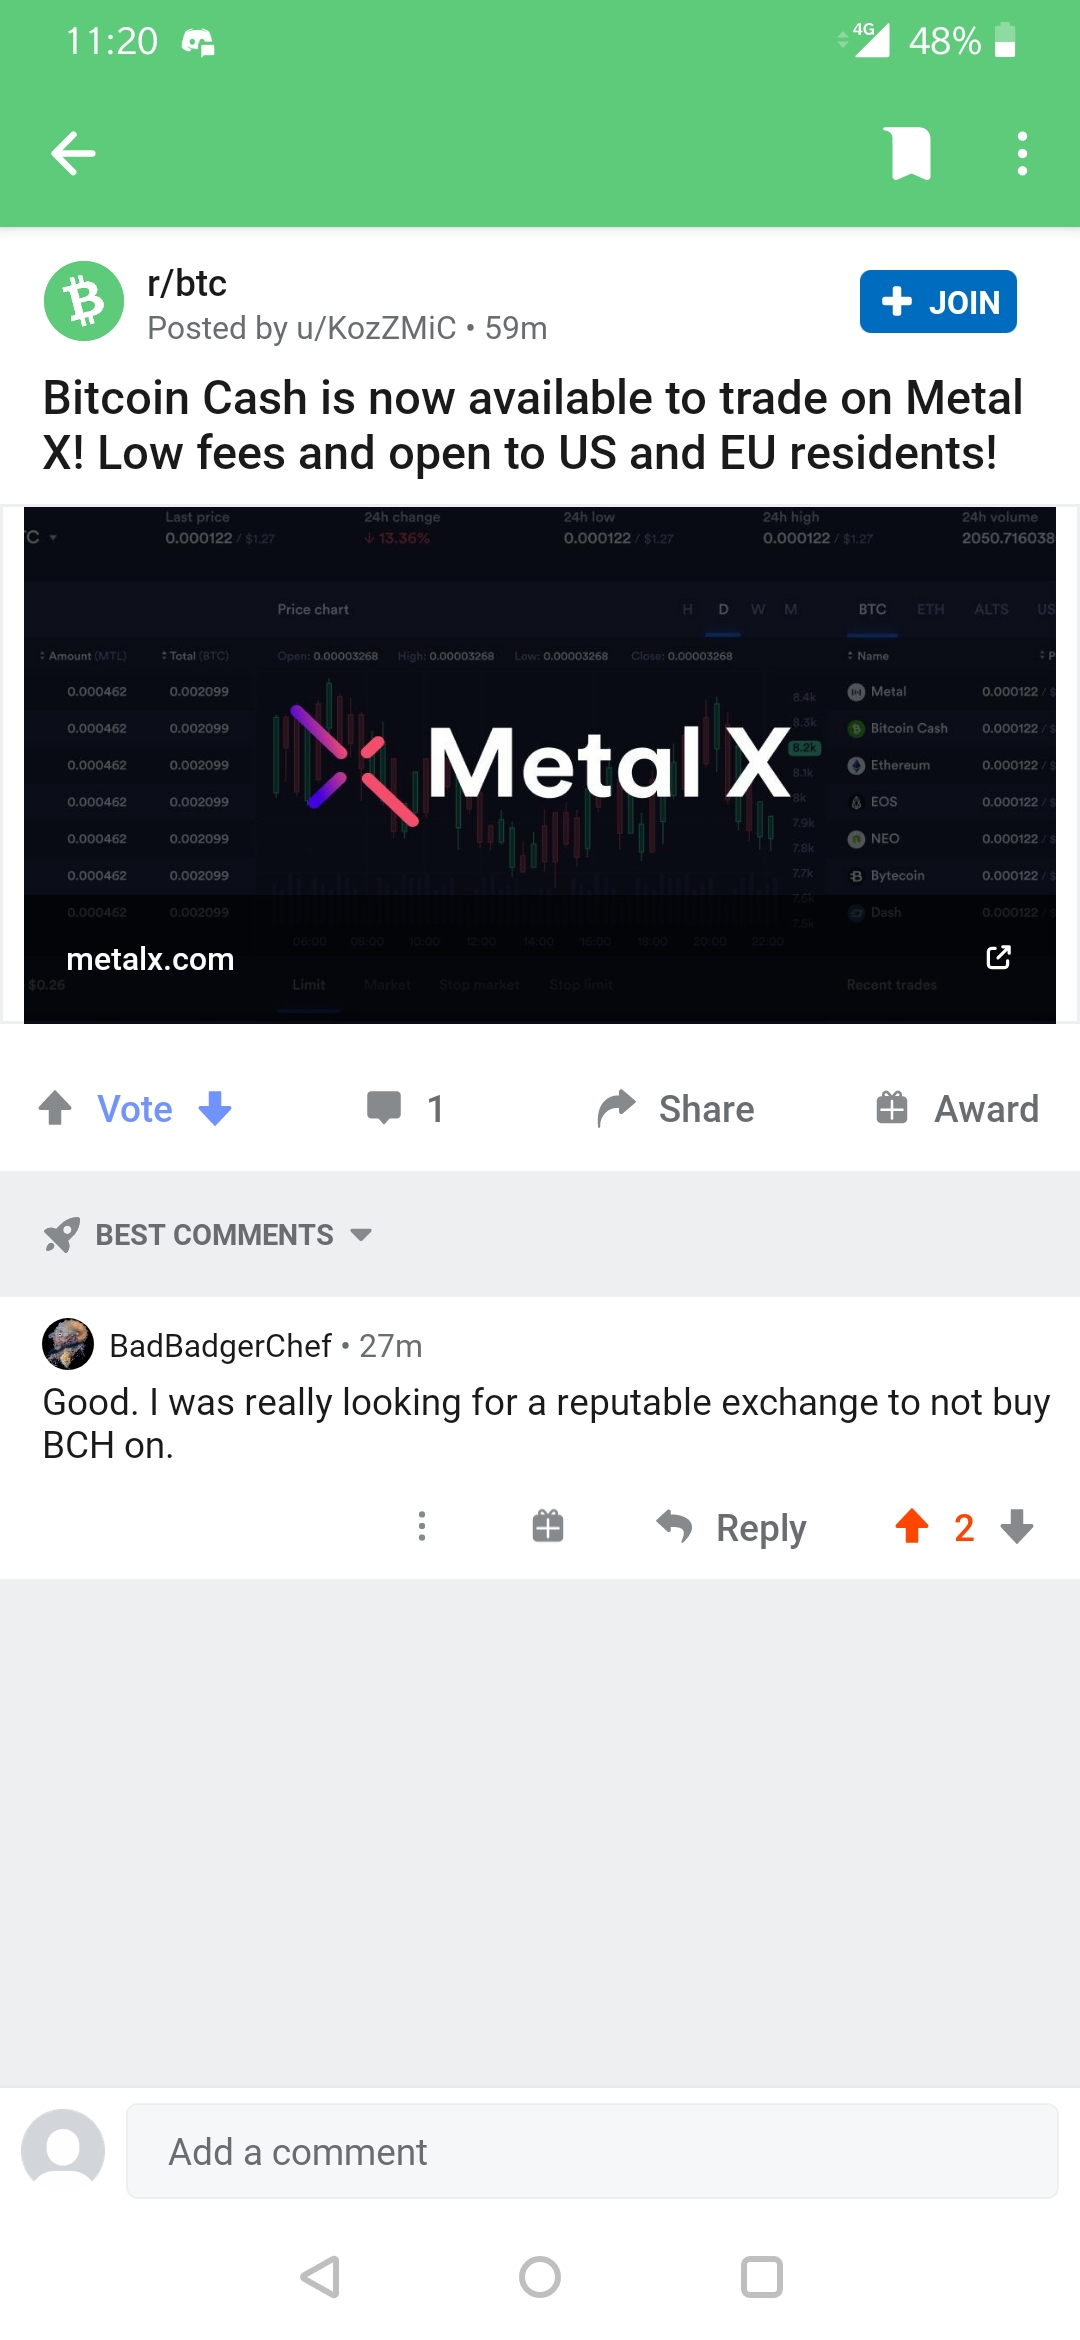 11:20
4G 48%
r/btc
Posted by u/KozZMiC • 59m
JOIN
Bitcoin Cash is now available to trade on Metal
X! Low fees and open to US and EU residents!
Last price 24h change 24h low 24h high 24h volume
C 0.000122 / $1.27 13.36% 0.000122 / $1.27 0.000122 / $1.27 2050.716038
Price chart H D W M BTC ETH ALTS US
Amount (MTL) Total (BTC) Open: 0.00003268 High: 0.00003268 Low: 0.00003268 Close: 0.00003268 Name P
0.000462 0.002099 8.4k Metal 0.000122 / $
0.000462 0.002099 8.3k Bitcoin Cash 0.000122 / $
8.2k
0.000462 0.002099 8.1k Ethereum 0.000122 / $
Metal X
0.000462 0.002099 8k EOS 0.000122 / $
0.000462 0.002099 7.9k NEO 0.000122 / $
7.8k
0.000462 0.002099 7.7k Bytecoin 0.000122 / $
7.6k
0.000462 0.002099 7.5k Dash 0.000122 / $
06:00 08:00 10:00 12:00 14:00 16:00 18:00 20:00 22:00
metalx.com
$0.26 Limit Market Stop market Stop limit Recent trades
Vote 1 Share Award
BEST COMMENTS
BadBadgerChef • 27m
Good. I was really looking for a reputable exchange to not buy
BCH on.
Reply 2
Add a comment